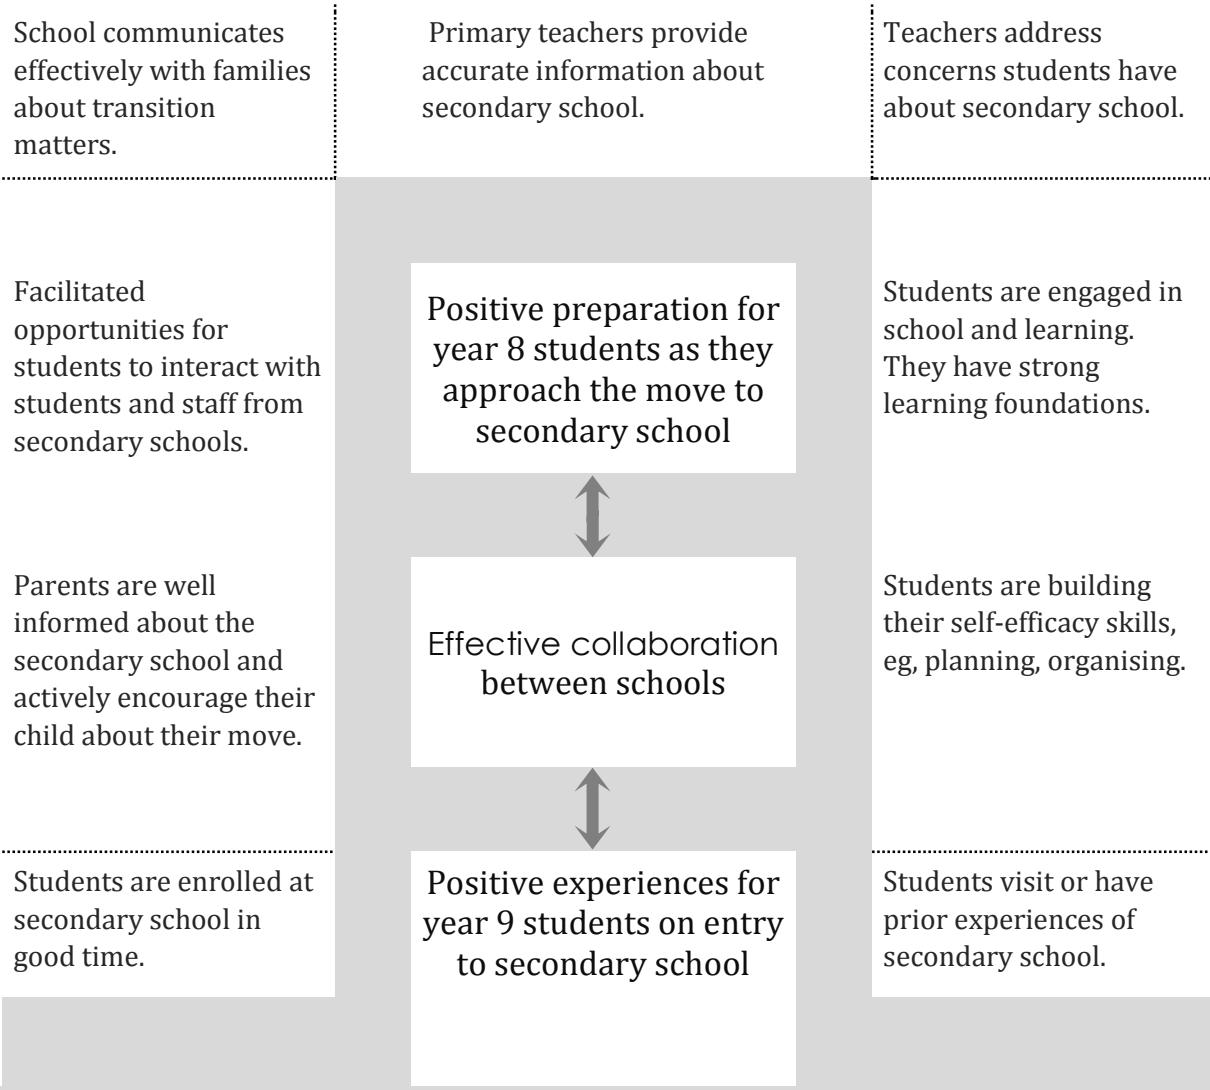 School communicates
effectively with families
about transition
matters.
Primary teachers provide
accurate information about
secondary school.
Teachers address
concerns students have
about secondary school.
Facilitated
opportunities for
students to interact with
students and staff from
secondary schools.
Positive preparation for
year 8 students as they
approach the move to
secondary school
Students are engaged in
school and learning.
They have strong
learning foundations.
Parents are well
informed about the
secondary school and
actively encourage their
child about their move.
Effective collaboration
between schools
Students are building
their self-efficacy skills,
eg, planning, organising.
Students are enrolled at
secondary school in
good time.
Positive experiences for
year 9 students on entry
to secondary school
Students visit or have
prior experiences of
secondary school.